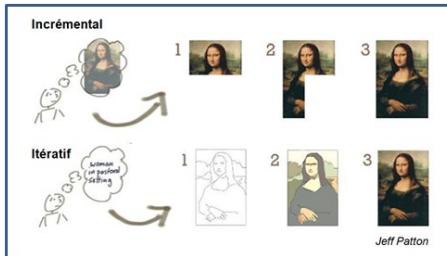 Incrémental
1 2 3
Itératif
woman
in pastoral
setting
1 2 3
Jeff Patton